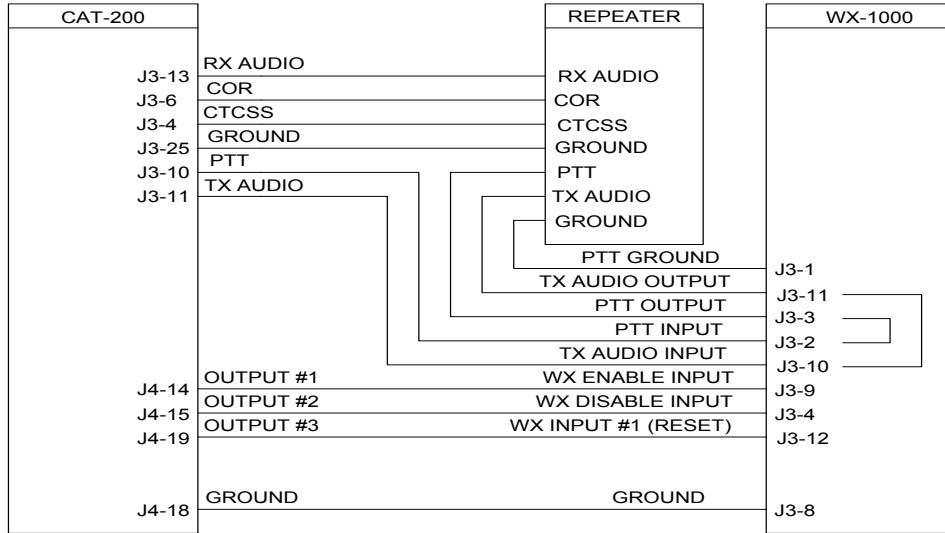 CAT-200 REPEATER WX-1000
RX AUDIO
J3-13 RX AUDIO
COR
J3-6 COR
CTCSS
J3-4 CTCSS
GROUND
J3-25 GROUND
PTT
J3-10 PTT
TX AUDIO
J3-11 TX AUDIO
GROUND
PTT GROUND
J3-1
TX AUDIO OUTPUT
J3-11
PTT OUTPUT
J3-3
PTT INPUT
J3-2
TX AUDIO INPUT
J3-10
OUTPUT #1 WX ENABLE INPUT
J4-14 J3-9
OUTPUT #2 WX DISABLE INPUT
J4-15 J3-4
OUTPUT #3 WX INPUT #1 (RESET)
J4-19 J3-12
GROUND GROUND
J4-18 J3-8